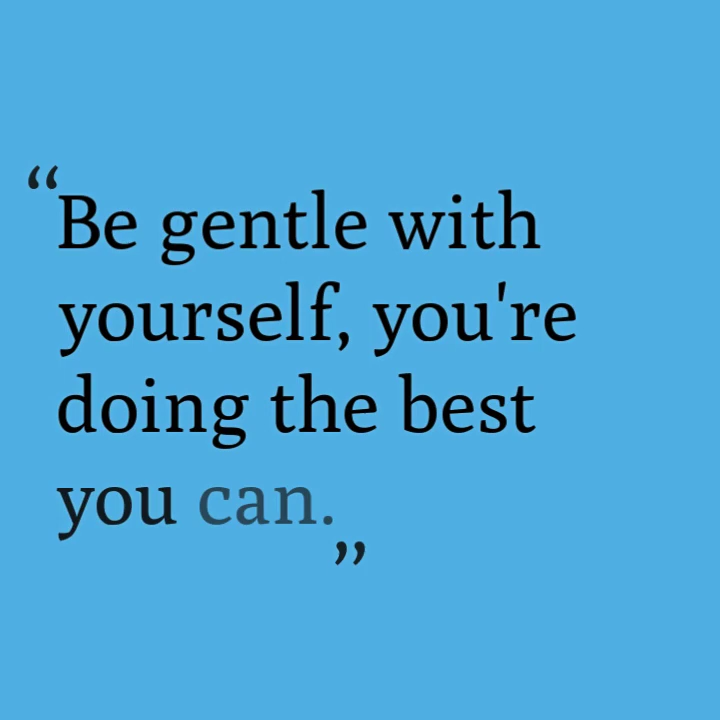 “Be gentle with
yourself, you're
doing the best
you can.”